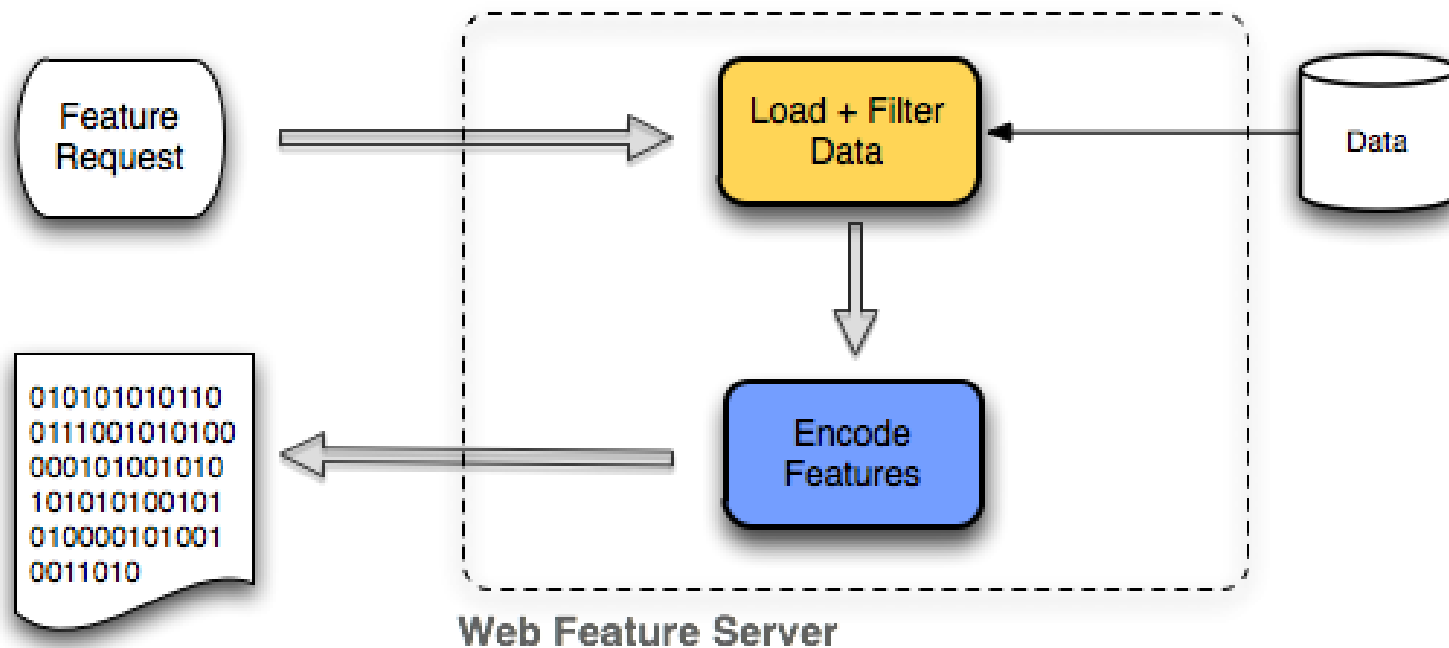 Feature
Request
Load + Filter
Data
Data
010101010110
0111001010100
000101001010
101010100101
010000101001
0011010
Encode
Features
Web Feature Server